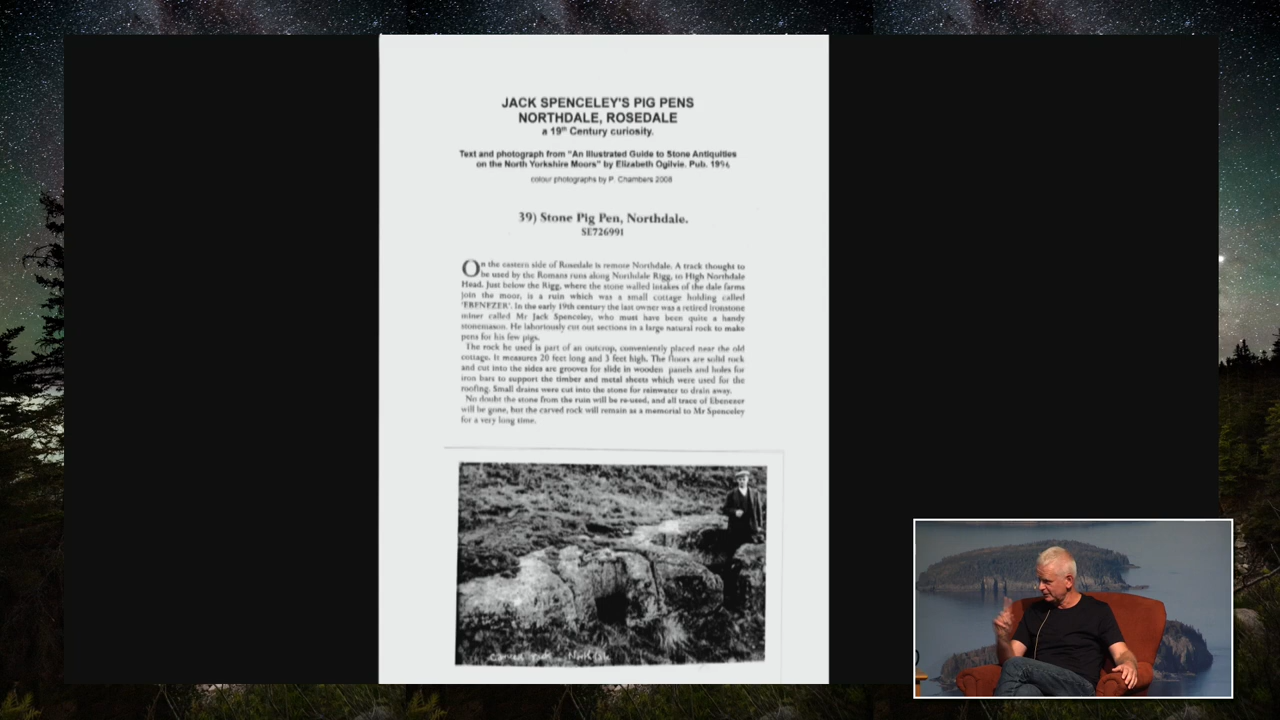 JACK SPENCELEY'S PIG PENS
NORTHDALE, ROSEDALE
a 19th Century curiosity.
Text and photograph from "An Illustrated Guide to Stone Antiquities
on the North Yorkshire Moors" by Elizabeth Ogilvie. Pub. 1996
colour photographs by P. Chambers 2008
39) Stone Pig Pen, Northdale.
SE726991
On the eastern side of Rosedale is remote Northdale. A track thought to
be used by the Romans runs along Northdale Rigg, to High Northdale
Head. Just below the Rigg, where the stone walled intakes of the dale farms
join the moor, is a ruin which was a small cottage holding called
'EBENEZER'. In the early 19th century the last owner was a retired ironstone
miner called Mr Jack Spenceley, who must have been quite a handy
stonemason. He laboriously cut out sections in a large natural rock to make
pens for his few pigs.
The rock he used is part of an outcrop, conveniently placed near the old
cottage. It measures 20 feet long and 3 feet high. The floors are solid rock
and cut into the sides are grooves for slide in wooden panels and holes for
iron bars to support the timber and metal sheets which were used for the
roofing. Small drains were cut into the stone for rainwater to drain away.
No doubt the stone from the ruin will be re-used, and all trace of Ebenezer
will be gone, but the carved rock will remain as a memorial to Mr Spenceley
for a very long time.
carved rock